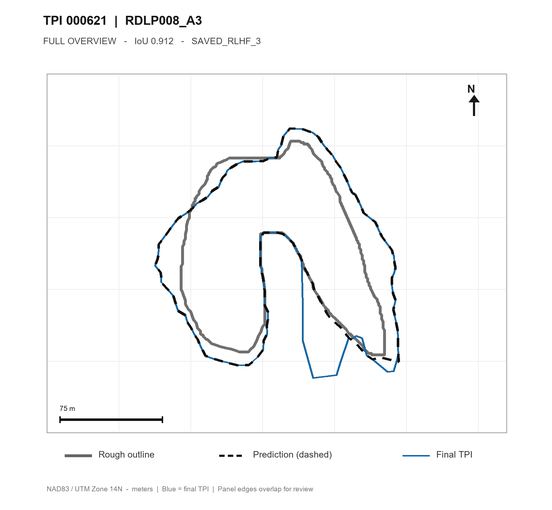 TPI 000621 | RDLP008_A3
FULL OVERVIEW - IoU 0.912 - SAVED_RLHF_3
N
75 m
Rough outline
Prediction (dashed)
Final TPI
NAD83 / UTM Zone 14N - meters | Blue = final TPI | Panel edges overlap for review